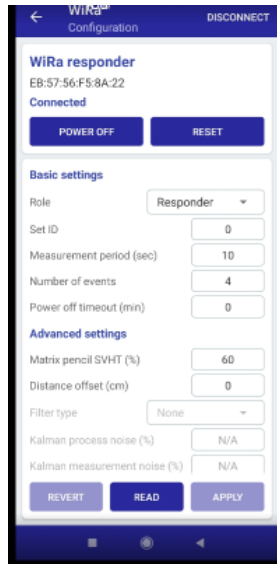 WiRa
DISCONNECT
Configuration
WiRa responder
EB:57:56:F5:8A:22
Connected
POWER OFF RESET
Basic settings
Role Responder
Set ID 0
Measurement period (sec) 10
Number of events 4
Power off timeout (min) 0
Advanced settings
Matrix pencil SVHT (%) 60
Distance offset (cm) 0
Filter type None
Kalman process noise (%) N/A
Kalman measurement noise (%) N/A
REVERT READ APPLY